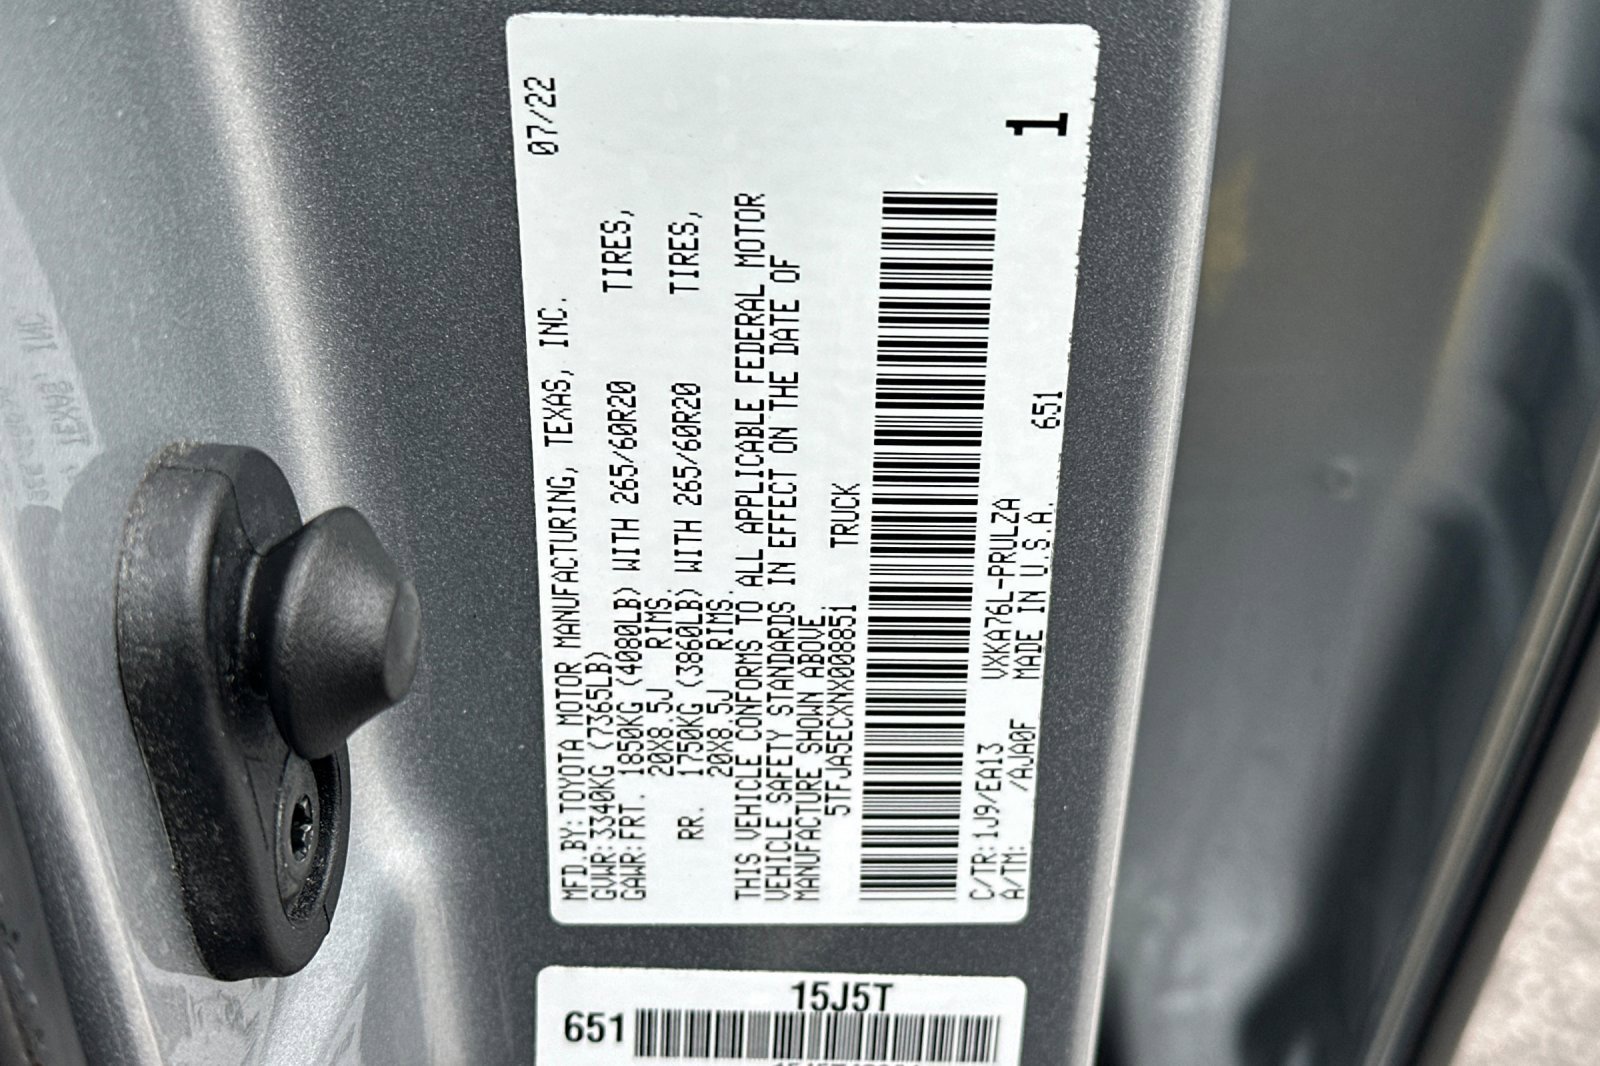 MFD.BY:TOYOTA MOTOR MANUFACTURING, TEXAS, INC. 07/22
GVWR:3340KG (7365LB)
GAWR:FRT. 1850KG (4080LB) WITH 265/60R20 TIRES,
20X8.5J RIMS.
RR. 1750KG (3860LB) WITH 265/60R20 TIRES,
20X8.5J RIMS.
THIS VEHICLE CONFORMS TO ALL APPLICABLE FEDERAL MOTOR
VEHICLE SAFETY STANDARDS IN EFFECT ON THE DATE OF
MANUFACTURE SHOWN ABOVE.
5TFJA5ECXNX008851 TRUCK
C/TR:1J9/EA13 VXKA76L-PRULZA
A/TM: /AJA0F MADE IN U.S.A. 651
1
15J5T
651